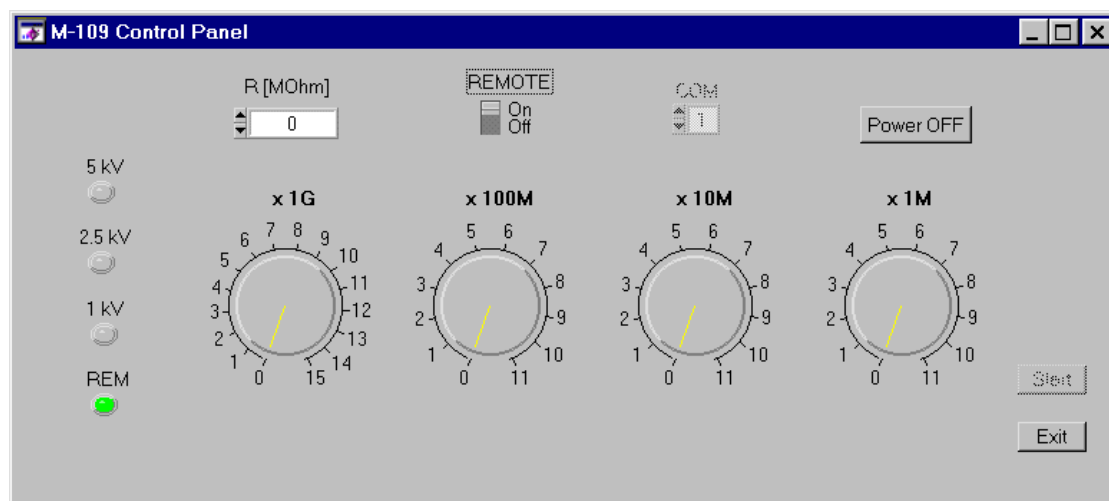 M-109 Control Panel
R [MOhm]
0
REMOTE
On
Off
COM
1
Power OFF
5 kV
2.5 kV
1 kV
REM
x 1G
0 1 2 3 4 5 6 7 8 9 10 11 12 13 14 15
x 100M
0 1 2 3 4 5 6 7 8 9 10 11
x 10M
0 1 2 3 4 5 6 7 8 9 10 11
x 1M
0 1 2 3 4 5 6 7 8 9 10 11
Start
Exit